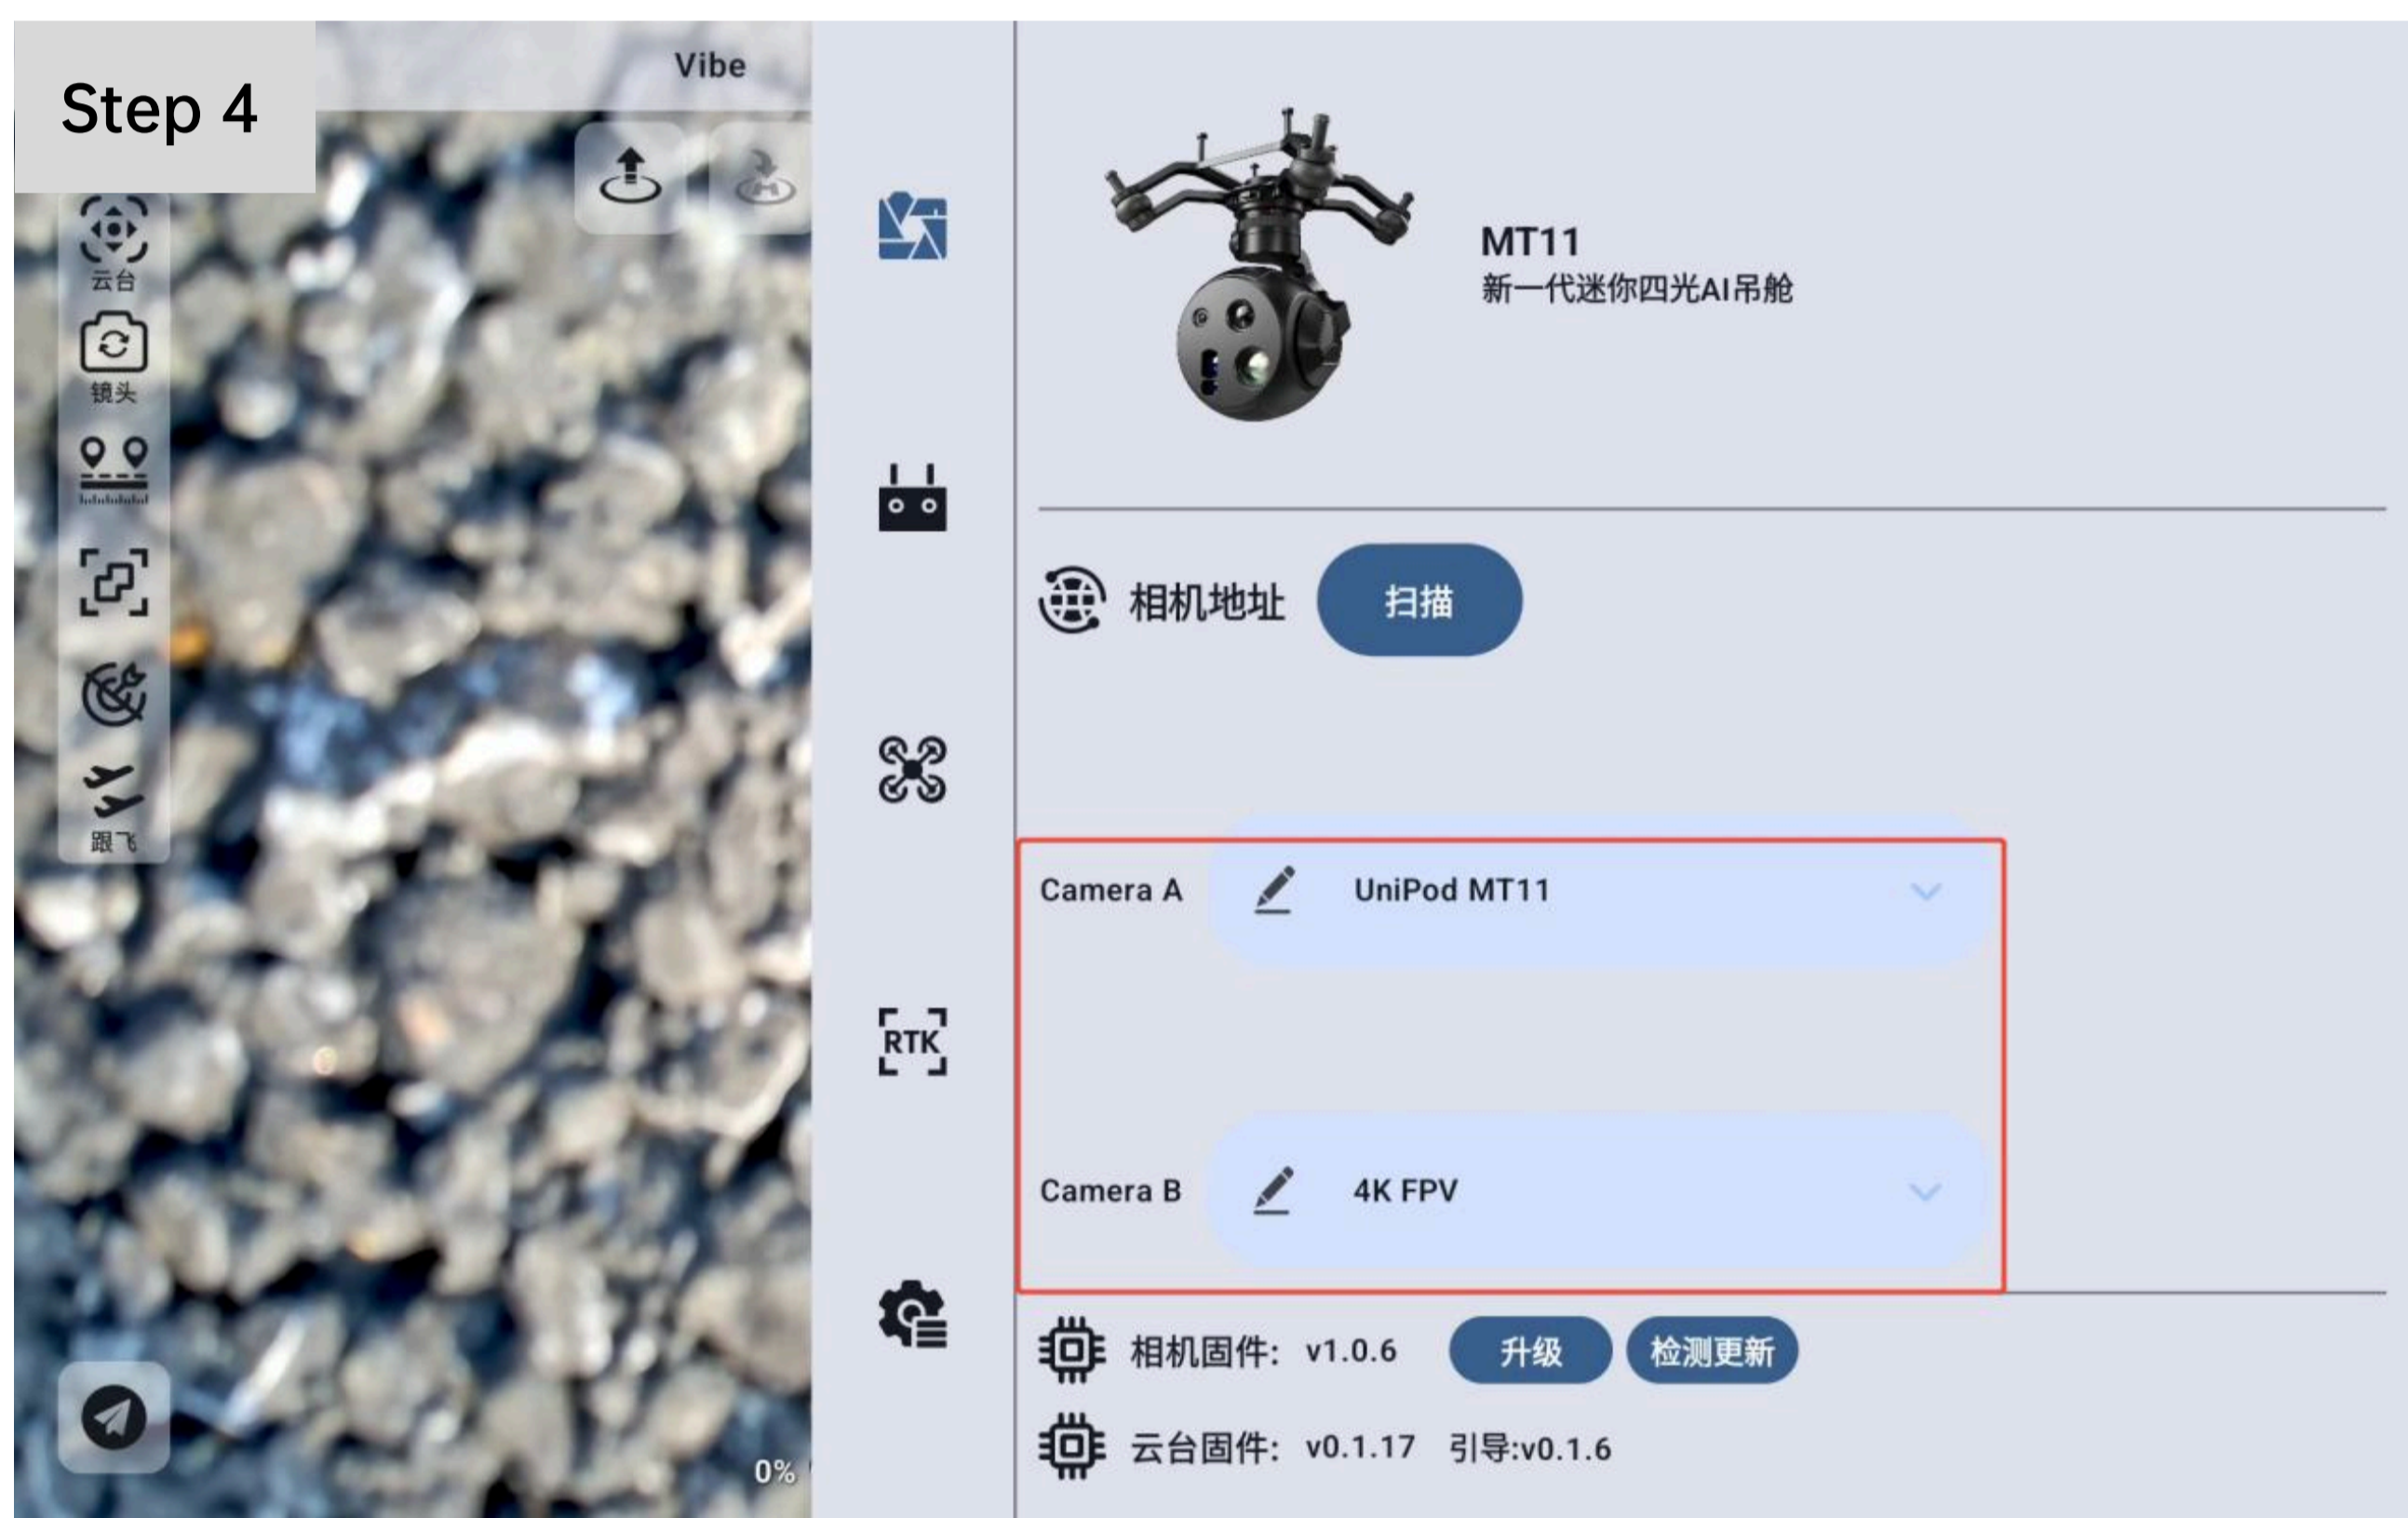 Step 4
Vibe
云台
镜头
跟飞
0%
RTK
MT11
新一代迷你四光AI吊舱
相机地址 扫描
Camera A UniPod MT11
Camera B 4K FPV
相机固件: v1.0.6 升级 检测更新
云台固件: v0.1.17 引导:v0.1.6